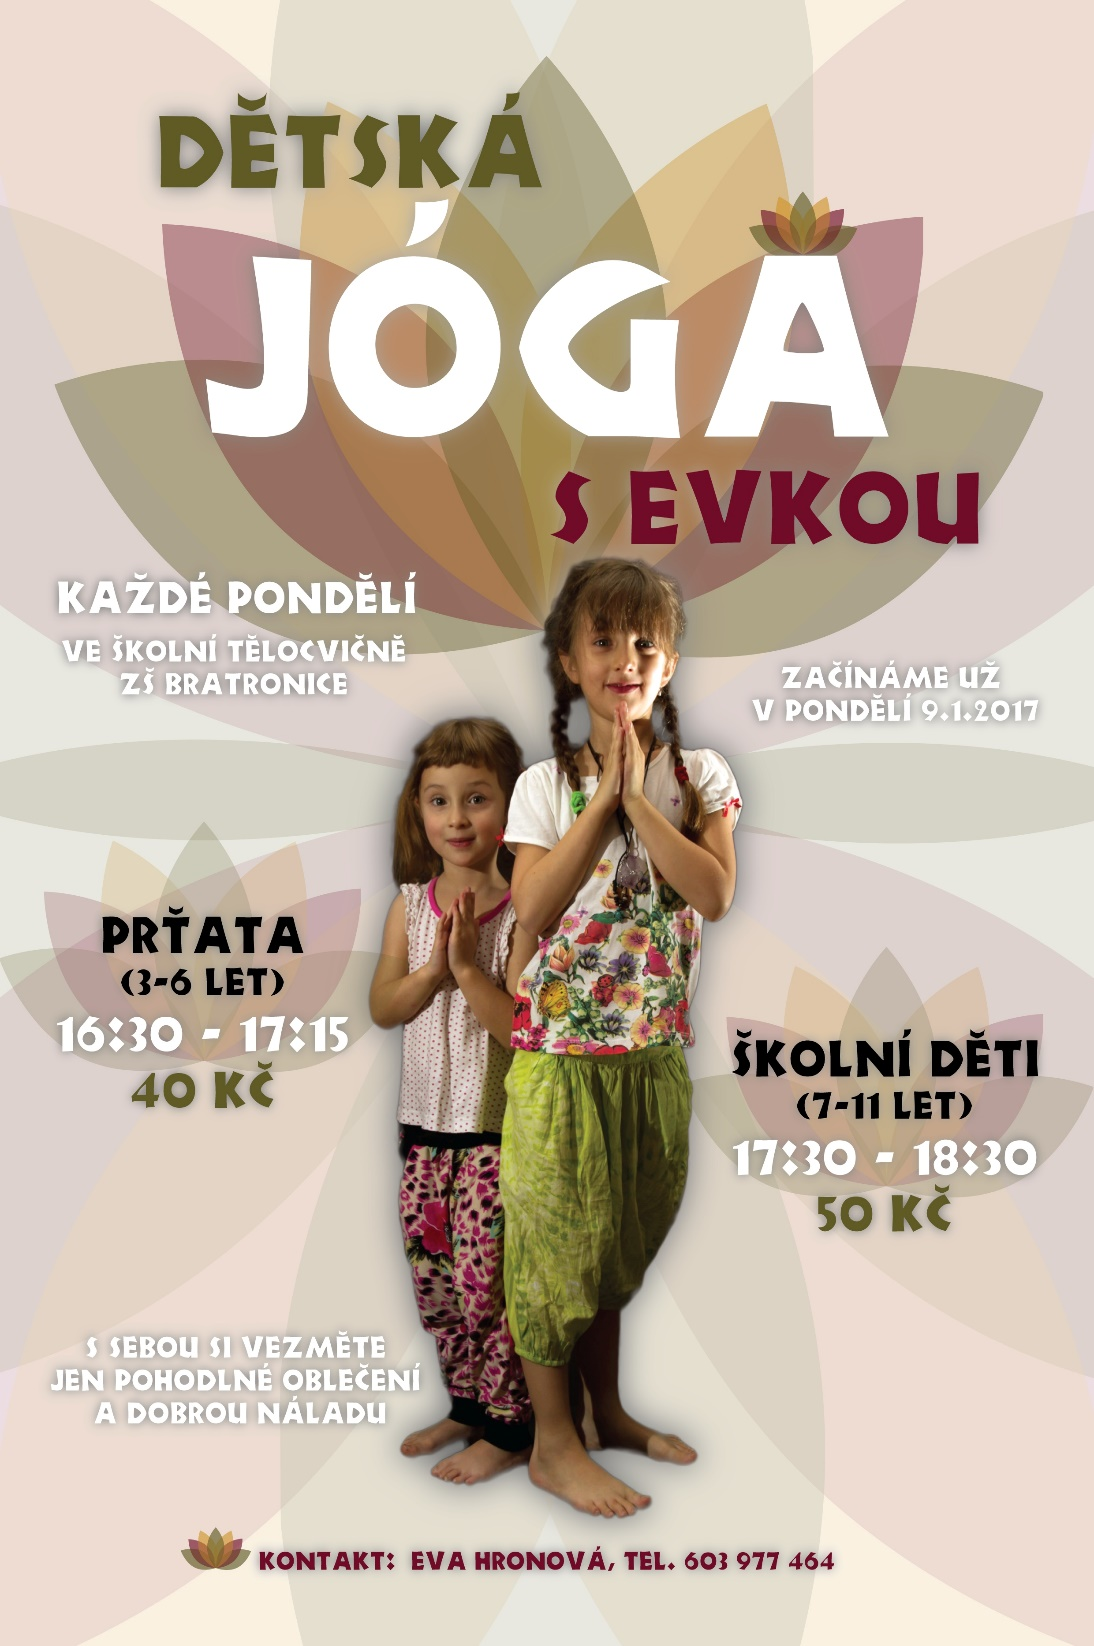 DĚTSKÁ
JÓGA
S EVKOU
KAŽDÉ PONDĚLÍ
VE ŠKOLNÍ TĚLOCVIČNĚ
ZŠ BRATRONICE
ZAČÍNÁME UŽ
V PONDĚLÍ 9.1.2017
PRŤATA
(3-6 LET)
16:30 - 17:15
40 KČ
ŠKOLNÍ DĚTI
(7-11 LET)
17:30 - 18:30
50 KČ
S SEBOU SI VEZMĚTE
JEN POHODLNÉ OBLEČENÍ
A DOBROU NÁLADU
KONTAKT: EVA HRONOVÁ, TEL. 603 977 464